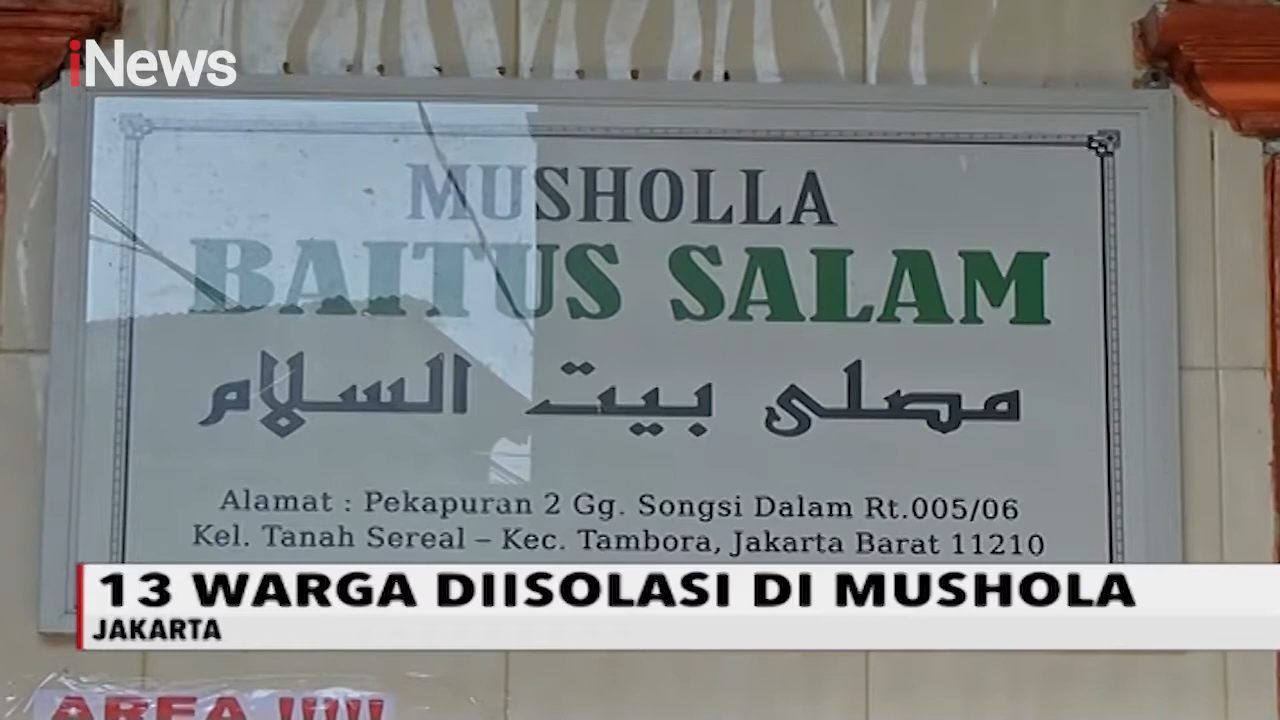 iNews
MUSHOLLA
BAITUS SALAM
مصلى بيت السلام
Alamat : Pekapuran 2 Gg. Songsi Dalam Rt.005/06
Kel. Tanah Sereal – Kec. Tambora, Jakarta Barat 11210
13 WARGA DIISOLASI DI MUSHOLA
JAKARTA
AREA !!!!!